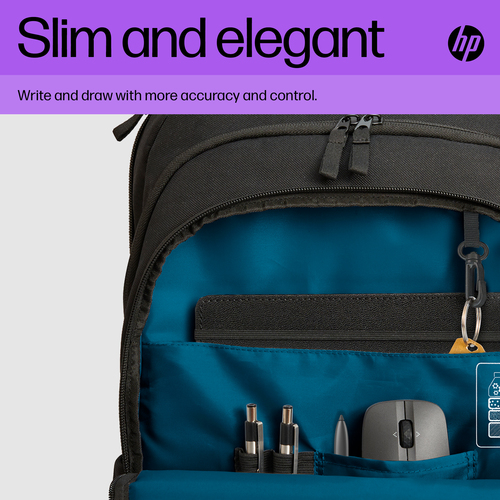 Slim and elegant
hp
Write and draw with more accuracy and control.